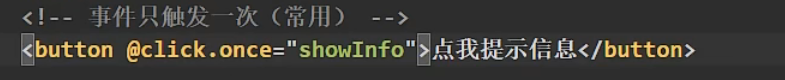 <!-- 事件只触发一次（常用） -->
<button @click.once="showInfo">点我提示信息</button>